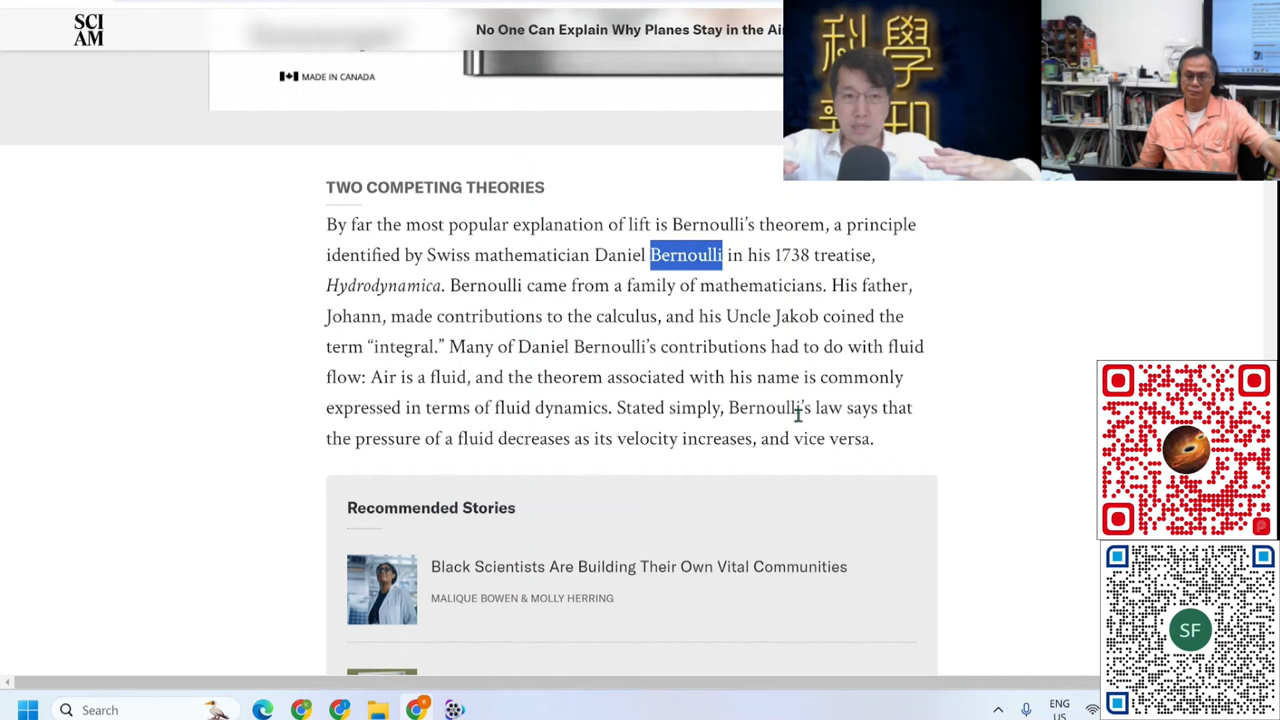 SCI
AM
No One Can Explain Why Planes Stay in the Ai
MADE IN CANADA
科學
新知
TWO COMPETING THEORIES
By far the most popular explanation of lift is Bernoulli’s theorem, a principle
identified by Swiss mathematician Daniel Bernoulli in his 1738 treatise,
Hydrodynamica. Bernoulli came from a family of mathematicians. His father,
Johann, made contributions to the calculus, and his Uncle Jakob coined the
term “integral.” Many of Daniel Bernoulli’s contributions had to do with fluid
flow: Air is a fluid, and the theorem associated with his name is commonly
expressed in terms of fluid dynamics. Stated simply, Bernoulli’s law says that
the pressure of a fluid decreases as its velocity increases, and vice versa.
Recommended Stories
Black Scientists Are Building Their Own Vital Communities
MALIQUE BOWEN & MOLLY HERRING
SF
Search
ENG
US